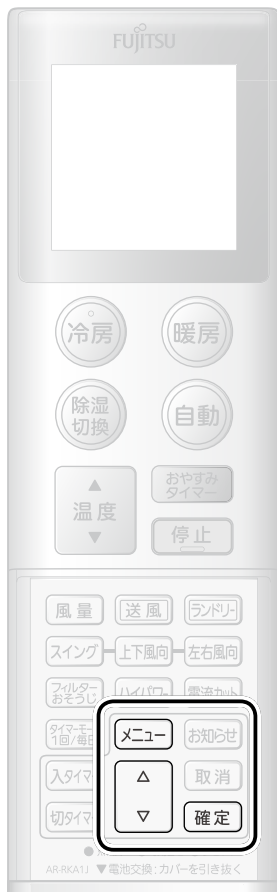 FUJITSU
冷房
暖房
除湿
切換
自動
▲
温度
▼
おやすみ
タイマー
停止
風量
送風
ランドリー
スイング
上下風向
左右風向
フィルター
おそうじ
ハイパワー
電流カット
タイマーモー
1回/毎日
メニュー
お知らせ
入タイマ
△
▽
取消
切タイマ
確定
AR-RKA1J ▼電池交換:カバーを引き抜く